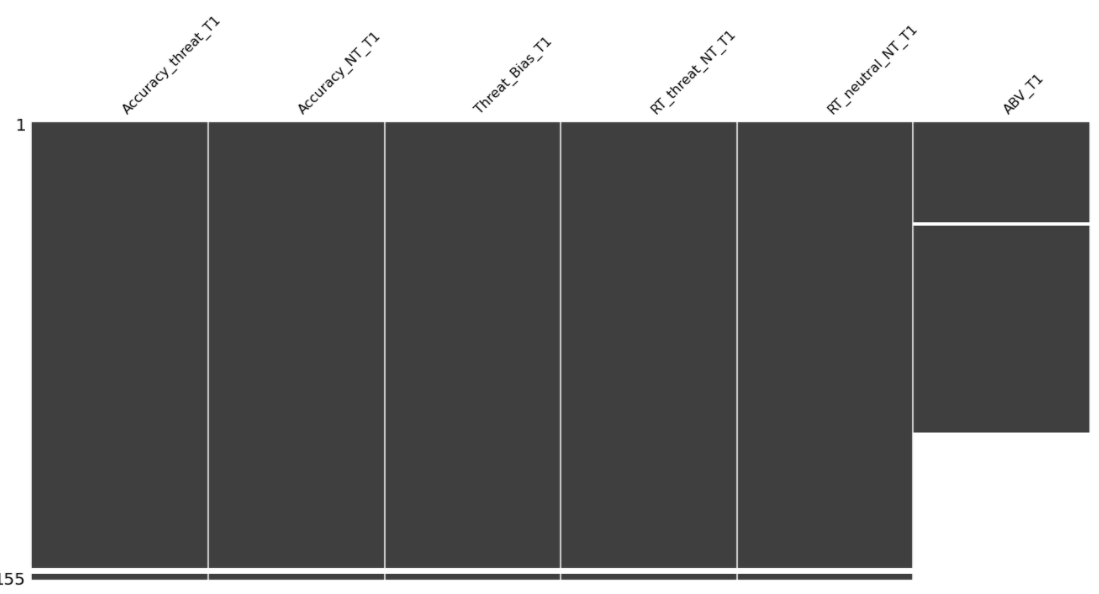 Accuracy_threat_T1
Accuracy_NT_T1
Threat_Bias_T1
RT_threat_NT_T1
RT_neutral_NT_T1
ABV_T1
1
155